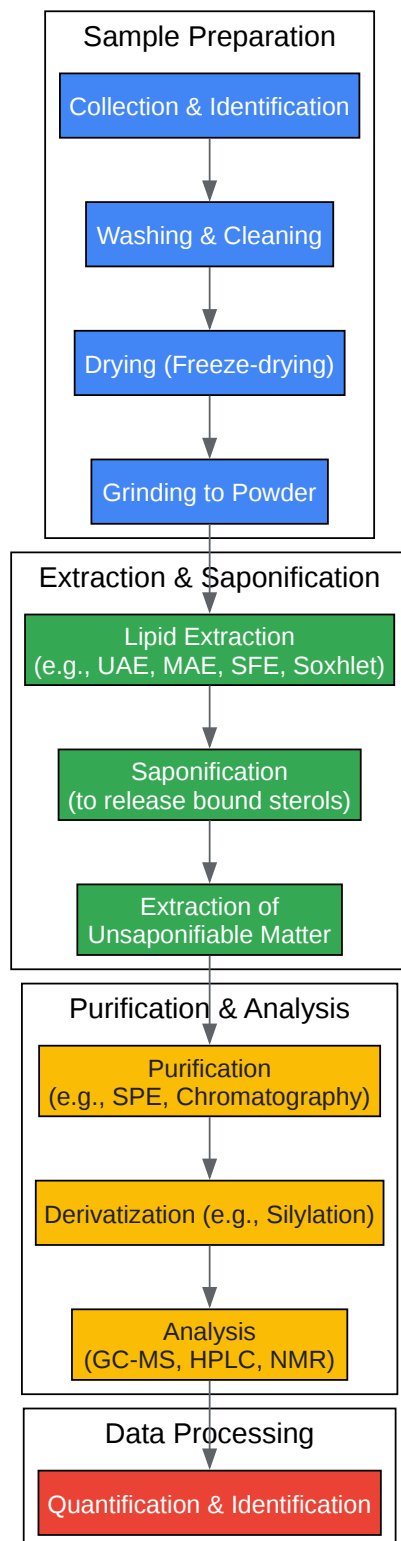 Sample Preparation
Collection & Identification
Washing & Cleaning
Drying (Freeze-drying)
Grinding to Powder
Extraction & Saponification
Lipid Extraction
(e.g., UAE, MAE, SFE, Soxhlet)
Saponification
(to release bound sterols)
Extraction of
Unsaponifiable Matter
Purification & Analysis
Purification
(e.g., SPE, Chromatography)
Derivatization (e.g., Silylation)
Analysis
(GC-MS, HPLC, NMR)
Data Processing
Quantification & Identification